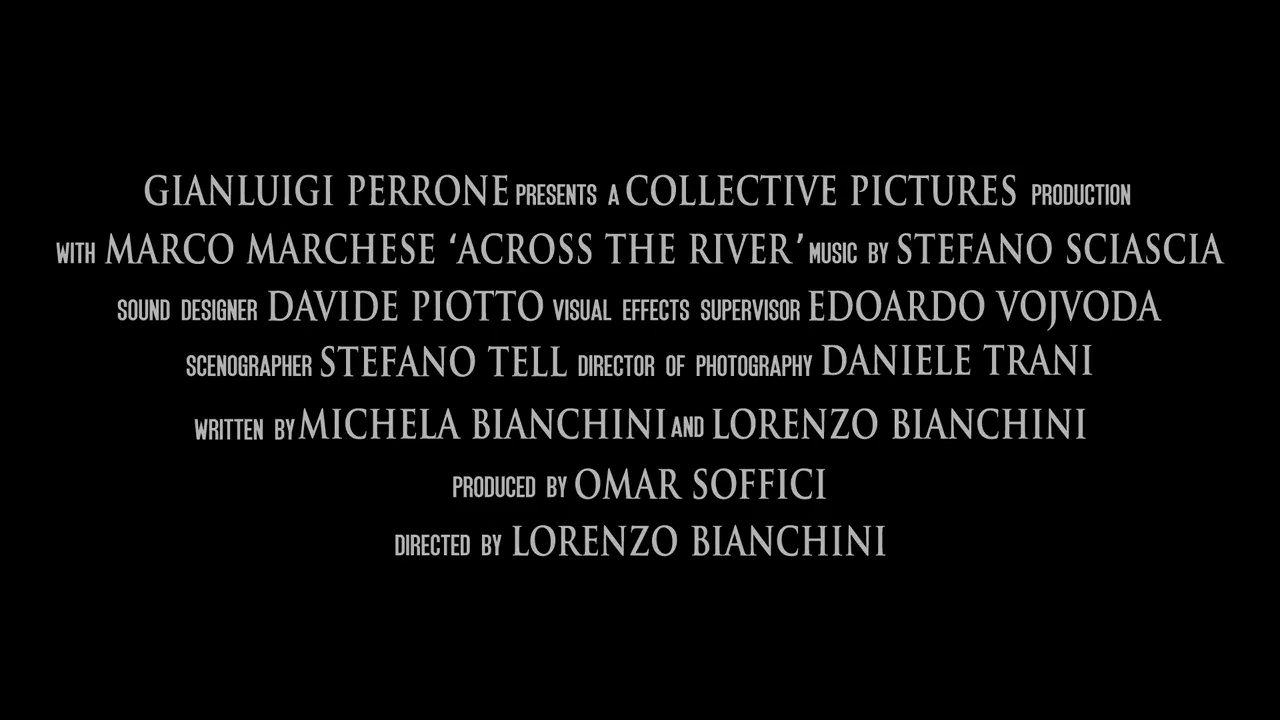 GIANLUIGI PERRONE PRESENTS A COLLECTIVE PICTURES PRODUCTION
WITH MARCO MARCHESE ‘ACROSS THE RIVER’ MUSIC BY STEFANO SCIASCIA
SOUND DESIGNER DAVIDE PIOTTO VISUAL EFFECTS SUPERVISOR EDOARDO VOJVODA
SCENOGRAPHER STEFANO TELL DIRECTOR OF PHOTOGRAPHY DANIELE TRANI
WRITTEN BY MICHELA BIANCHINI AND LORENZO BIANCHINI
PRODUCED BY OMAR SOFFICI
DIRECTED BY LORENZO BIANCHINI